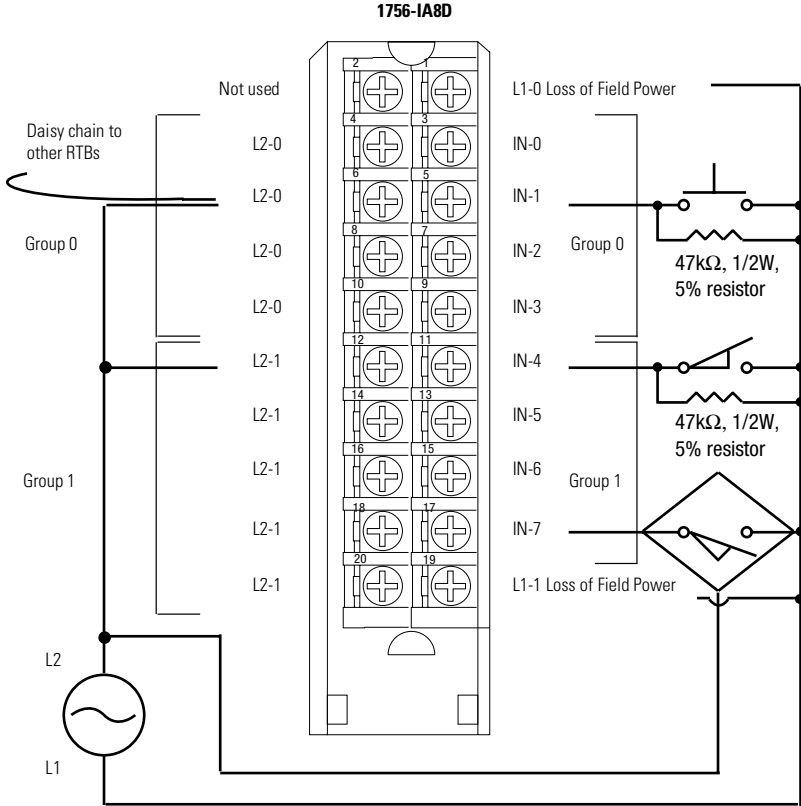 1756-IA8D
Not used
2
1
L1-0 Loss of Field Power
Daisy chain to
other RTBs
L2-0
4
3
IN-0
L2-0
6
5
IN-1
Group 0
L2-0
8
7
IN-2
Group 0
47kΩ, 1/2W,
5% resistor
L2-0
10
9
IN-3
L2-1
12
11
IN-4
L2-1
14
13
IN-5
47kΩ, 1/2W,
5% resistor
Group 1
L2-1
16
15
IN-6
Group 1
L2-1
18
17
IN-7
L2-1
20
19
L1-1 Loss of Field Power
L2
L1